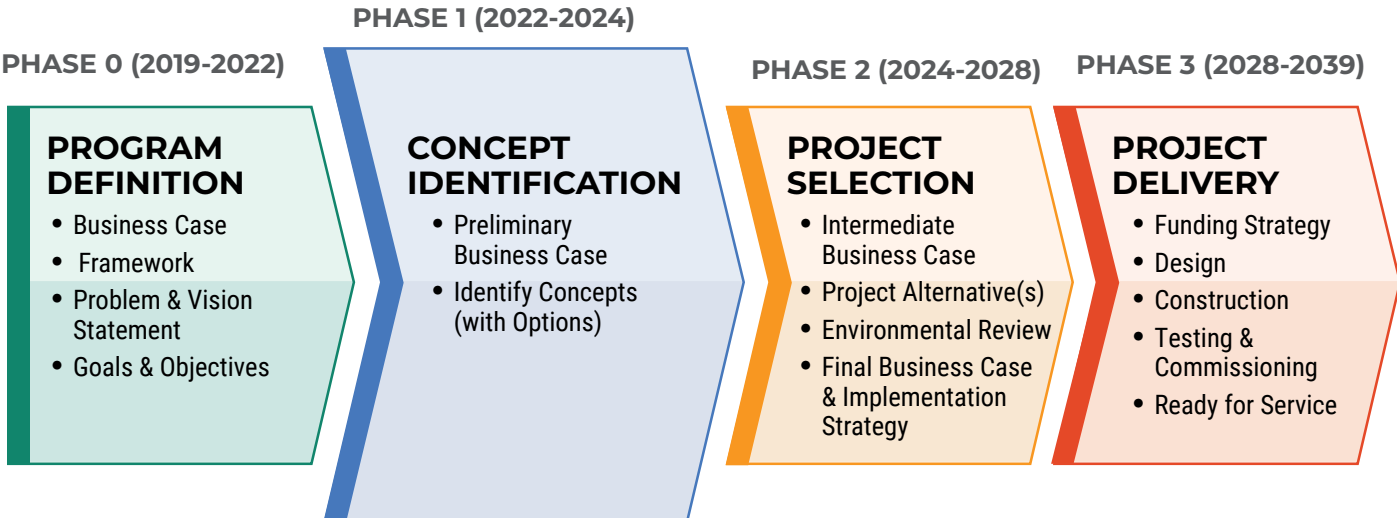 PHASE 0 (2019-2022)
PROGRAM
DEFINITION
• Business Case
• Framework
• Problem & Vision
Statement
• Goals & Objectives
PHASE 1 (2022-2024)
CONCEPT
IDENTIFICATION
• Preliminary
Business Case
• Identify Concepts
(with Options)
PHASE 2 (2024-2028)
PROJECT
SELECTION
• Intermediate
Business Case
• Project Alternative(s)
• Environmental Review
• Final Business Case
& Implementation
Strategy
PHASE 3 (2028-2039)
PROJECT
DELIVERY
• Funding Strategy
• Design
• Construction
• Testing &
Commissioning
• Ready for Service